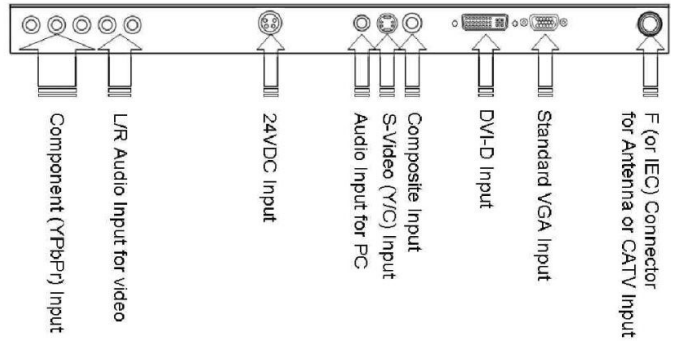 Component (YPbPr) Input
L/R Audio Input for video
24VDC Input
Audio Input for PC
S-Video (Y/C) Input
Composite Input
DVI-D Input
Standard VGA Input
F (or IEC) Connector
for Antenna or CATV Input